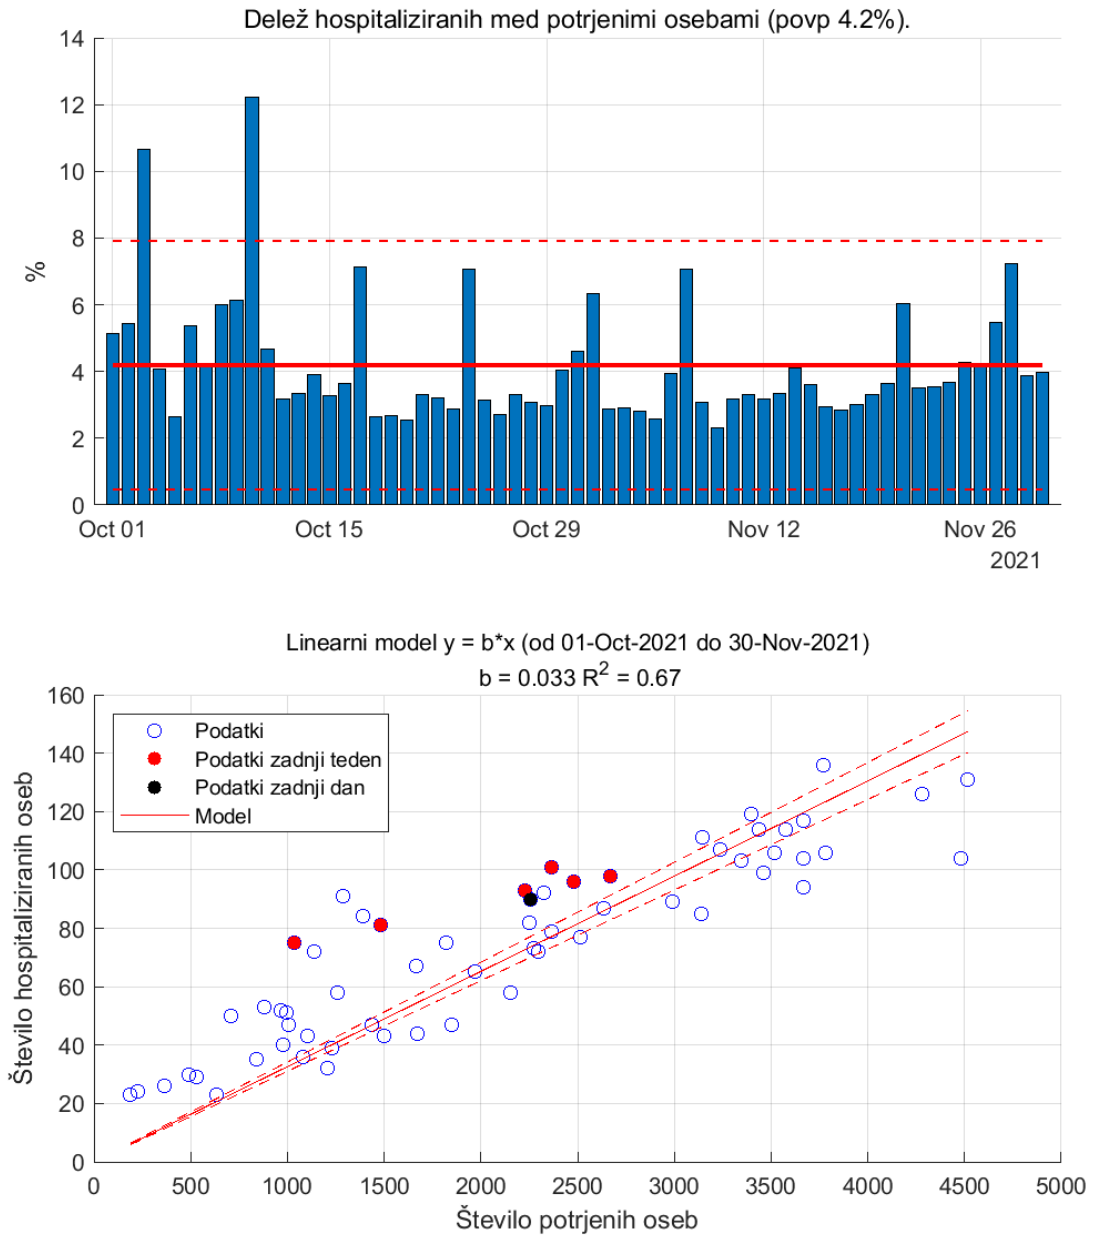 Delež hospitaliziranih med potrjenimi osebami (povp 4.2%).
14
12
10
8
6
4
2
0
%
Oct 01
Oct 15
Oct 29
Nov 12
Nov 26
2021
Linearni model y = b*x (od 01-Oct-2021 do 30-Nov-2021)
b = 0.033 R² = 0.67
160
140
120
100
80
60
40
20
0
Število hospitaliziranih oseb
Podatki
Podatki zadnji teden
Podatki zadnji dan
Model
0
500
1000
1500
2000
2500
3000
3500
4000
4500
5000
Število potrjenih oseb